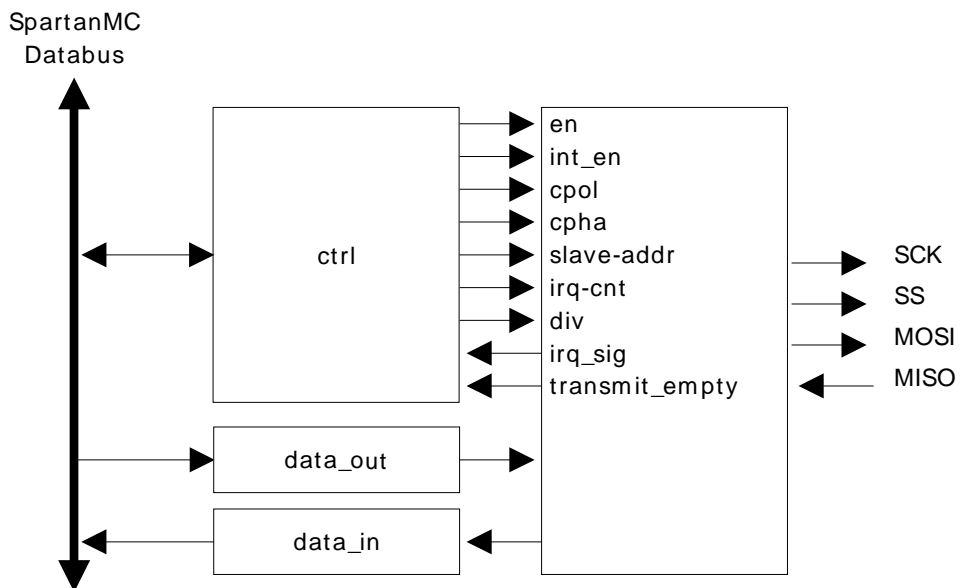 SpartanMC
Databus
ctrl
en
int_en
cpol
cpha
slave-addr
irq-cnt
div
irq_sig
transmit_empty
SCK
SS
MOSI
MISO
data_out
data_in